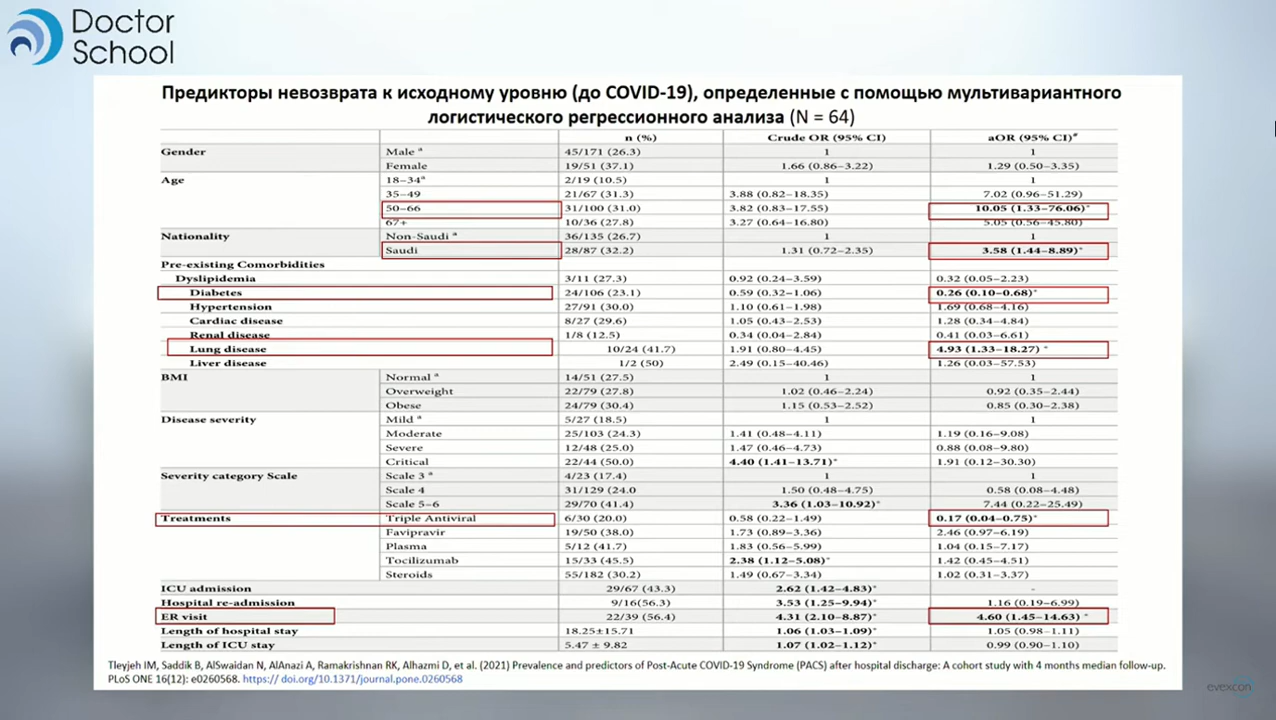 Doctor
School
Предикторы невозврата к исходному уровню (до COVID-19), определенные с помощью мультивариантного
логистического регрессионного анализа (N = 64)
n (%) Crude OR (95% CI) aOR (95% CI)#
Gender Male a 45/171 (26.3) 1 1
Female 19/51 (37.1) 1.66 (0.86–3.22) 1.29 (0.50–3.35)
Age 18–34a 2/19 (10.5) 1 1
35–49 21/67 (31.3) 3.88 (0.82–18.35) 7.02 (0.96–51.29)
50–66 31/100 (31.0) 3.82 (0.83–17.55) 10.05 (1.33–76.06)*
67+ 10/36 (27.8) 3.27 (0.64–16.80) 5.05 (0.56–45.80)
Nationality Non-Saudi a 36/135 (26.7) 1 1
Saudi 28/87 (32.2) 1.31 (0.72–2.35) 3.58 (1.44–8.89)*
Pre-existing Comorbidities
Dyslipidemia 3/11 (27.3) 0.92 (0.24–3.59) 0.32 (0.05–2.23)
Diabetes 24/106 (23.1) 0.59 (0.32–1.06) 0.26 (0.10–0.68)*
Hypertension 27/91 (30.0) 1.10 (0.61–1.98) 1.69 (0.68–4.16)
Cardiac disease 8/27 (29.6) 1.05 (0.43–2.53) 1.28 (0.34–4.84)
Renal disease 1/8 (12.5) 0.34 (0.04–2.84) 0.41 (0.03–6.61)
Lung disease 10/24 (41.7) 1.91 (0.80–4.45) 4.93 (1.33–18.27) *
Liver disease 1/2 (50) 2.49 (0.15–40.46) 1.26 (0.03–57.53)
BMI Normal a 14/51 (27.5) 1 1
Overweight 22/79 (27.8) 1.02 (0.46–2.24) 0.92 (0.35–2.44)
Obese 24/79 (30.4) 1.15 (0.53–2.52) 0.85 (0.30–2.38)
Disease severity Mild a 5/27 (18.5) 1 1
Moderate 25/103 (24.3) 1.41 (0.48–4.11) 1.19 (0.16–9.08)
Severe 12/48 (25.0) 1.47 (0.46–4.73) 0.88 (0.08–9.80)
Critical 22/44 (50.0) 4.40 (1.41–13.71)* 1.91 (0.12–30.30)
Severity category Scale Scale 3 a 4/23 (17.4) 1 1
Scale 4 31/129 (24.0 1.50 (0.48–4.75) 0.58 (0.08–4.48)
Scale 5–6 29/70 (41.4) 3.36 (1.03–10.92)* 7.44 (0.22–25.49)
Treatments Triple Antiviral 6/30 (20.0) 0.58 (0.22–1.49) 0.17 (0.04–0.75)*
Favipravir 19/50 (38.0) 1.73 (0.89–3.36) 2.46 (0.97–6.19)
Plasma 5/12 (41.7) 1.83 (0.56–5.99) 1.04 (0.15–7.17)
Tocilizumab 15/33 (45.5) 2.38 (1.12–5.08)* 1.42 (0.45–4.51)
Steroids 55/182 (30.2) 1.49 (0.67–3.34) 1.02 (0.31–3.37)
ICU admission 29/67 (43.3) 2.62 (1.42–4.83)* -
Hospital re-admission 9/16(56.3) 3.53 (1.25–9.94)* 1.16 (0.19–6.99)
ER visit 22/39 (56.4) 4.31 (2.10–8.87)* 4.60 (1.45–14.63) *
Length of hospital stay 18.25±15.71 1.06 (1.03–1.09)* 1.05 (0.98–1.11)
Length of ICU stay 5.47 ± 9.82 1.07 (1.02–1.12)* 0.99 (0.90–1.10)
Tleyjeh IM, Saddik B, AlSwaidan N, AlAnazi A, Ramakrishnan RK, Alhazmi D, et al. (2021) Prevalence and predictors of Post-Acute COVID-19 Syndrome (PACS) after hospital discharge: A cohort study with 4 months median follow-up.
PLoS ONE 16(12): e0260568. https:// doi.org/10.1371/journal.pone.0260568
evexcon